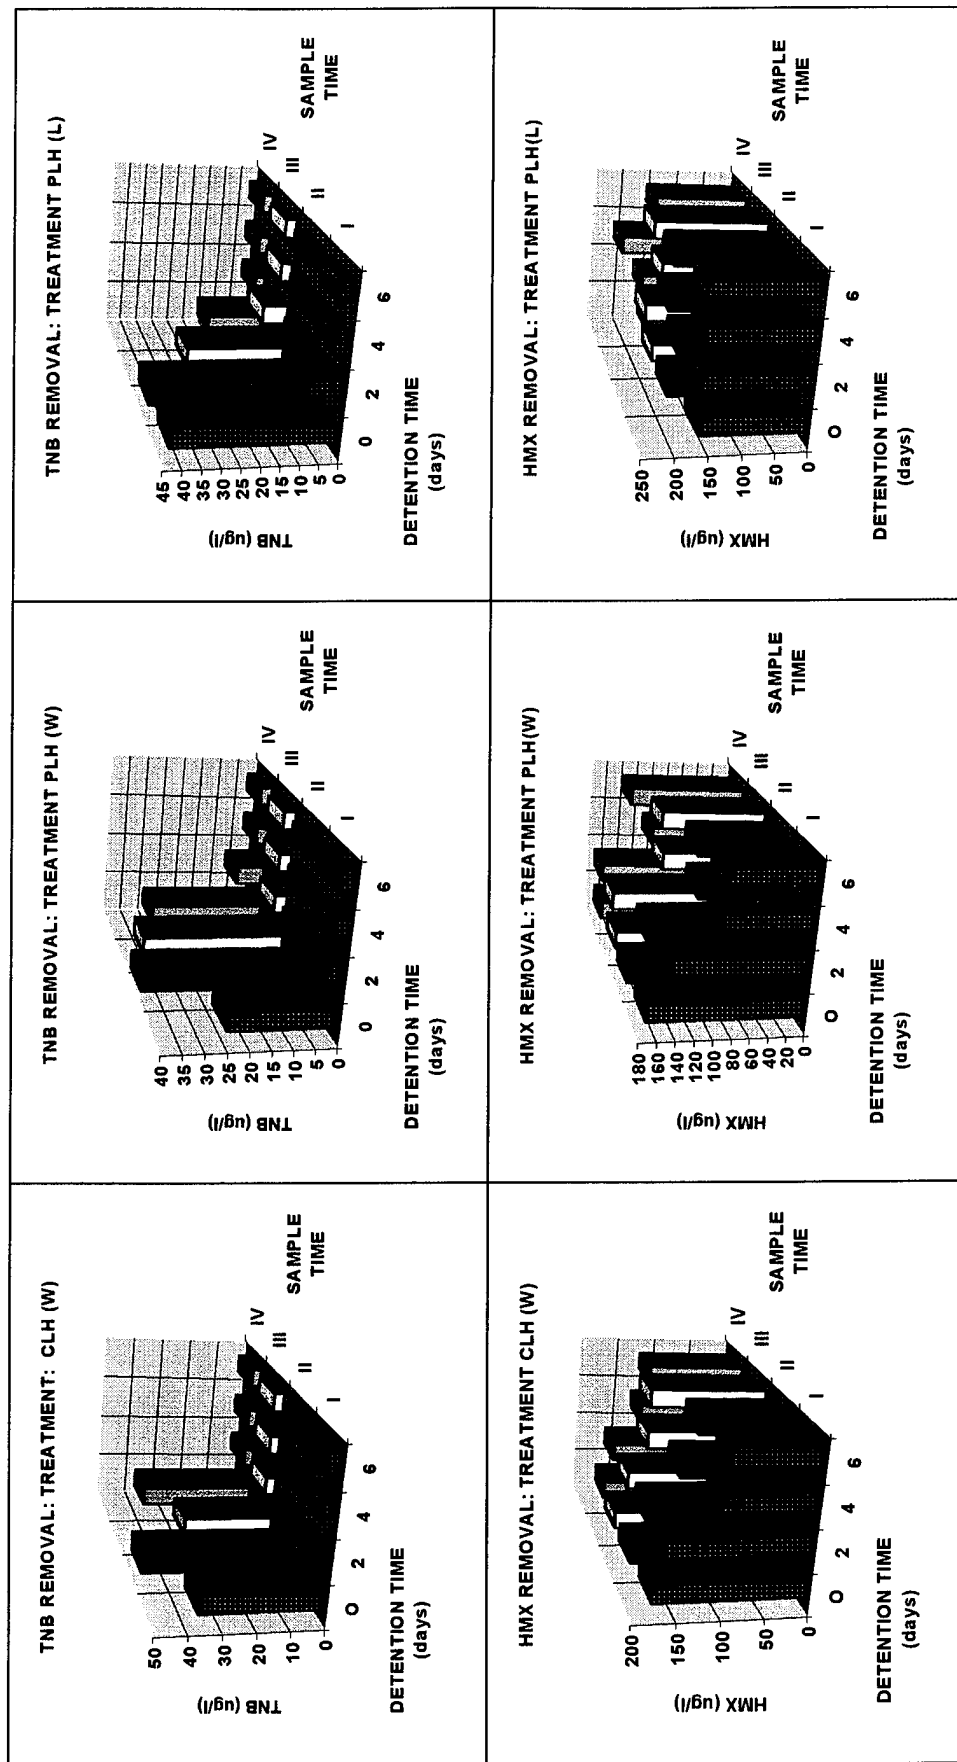 TNB REMOVAL: TREATMENT: CLH (W)
TNB (ug/l)
50
40
30
20
10
0
0
2
4
6
DETENTION TIME
(days)
I
II
III
IV
SAMPLE
TIME
TNB REMOVAL: TREATMENT PLH (W)
TNB (ug/l)
40
35
30
25
20
15
10
5
0
0
2
4
6
DETENTION TIME
(days)
I
II
III
IV
SAMPLE
TIME
TNB REMOVAL: TREATMENT PLH (L)
TNB (ug/l)
45
40
35
30
25
20
15
10
5
0
0
2
4
6
DETENTION TIME
(days)
I
II
III
IV
SAMPLE
TIME
HMX REMOVAL: TREATMENT CLH (W)
HMX (ug/l)
200
150
100
50
0
0
2
4
6
DETENTION TIME
(days)
I
II
III
IV
SAMPLE
TIME
HMX REMOVAL: TREATMENT PLH(W)
HMX (ug/l)
180
160
140
120
100
80
60
40
20
0
0
2
4
6
DETENTION TIME
(days)
I
II
III
IV
SAMPLE
TIME
HMX REMOVAL: TREATMENT PLH(L)
HMX (ug/l)
250
200
150
100
50
0
0
2
4
6
DETENTION TIME
(days)
I
II
III
IV
SAMPLE
TIME